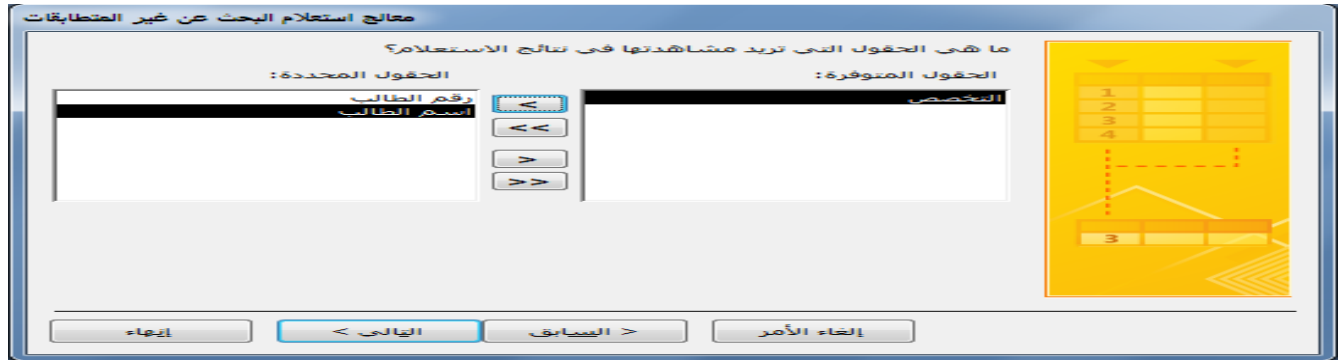 معالج استعلام البحث عن غير المتطابقات
ما هي الحقول التي تريد مشاهدتها في نتائج الاستعلام؟
الحقول المتوفرة:
الحقول المحددة:
التخصص
رقم الطالب
اسم الطالب
<
<<
>
>>
1
2
3
4
3
إلغاء الأمر
< السابق
التالي >
إنهاء